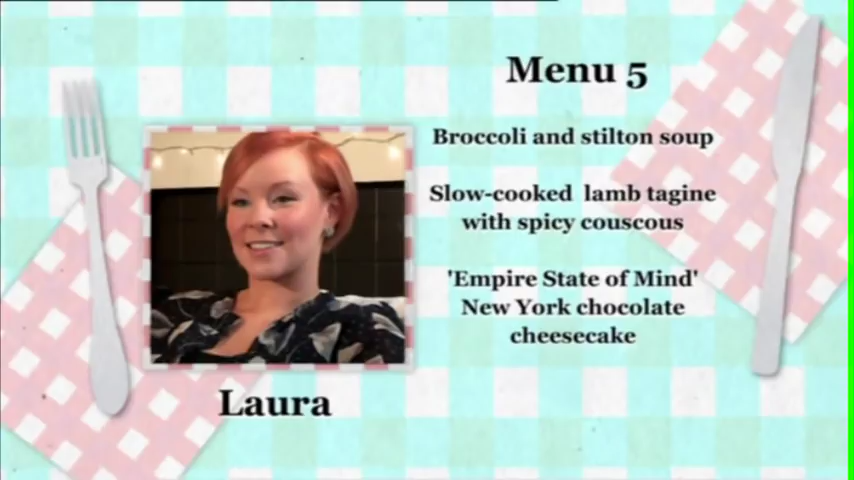 Menu 5
Broccoli and stilton soup
Slow-cooked lamb tagine
with spicy couscous
'Empire State of Mind'
New York chocolate
cheesecake
Laura